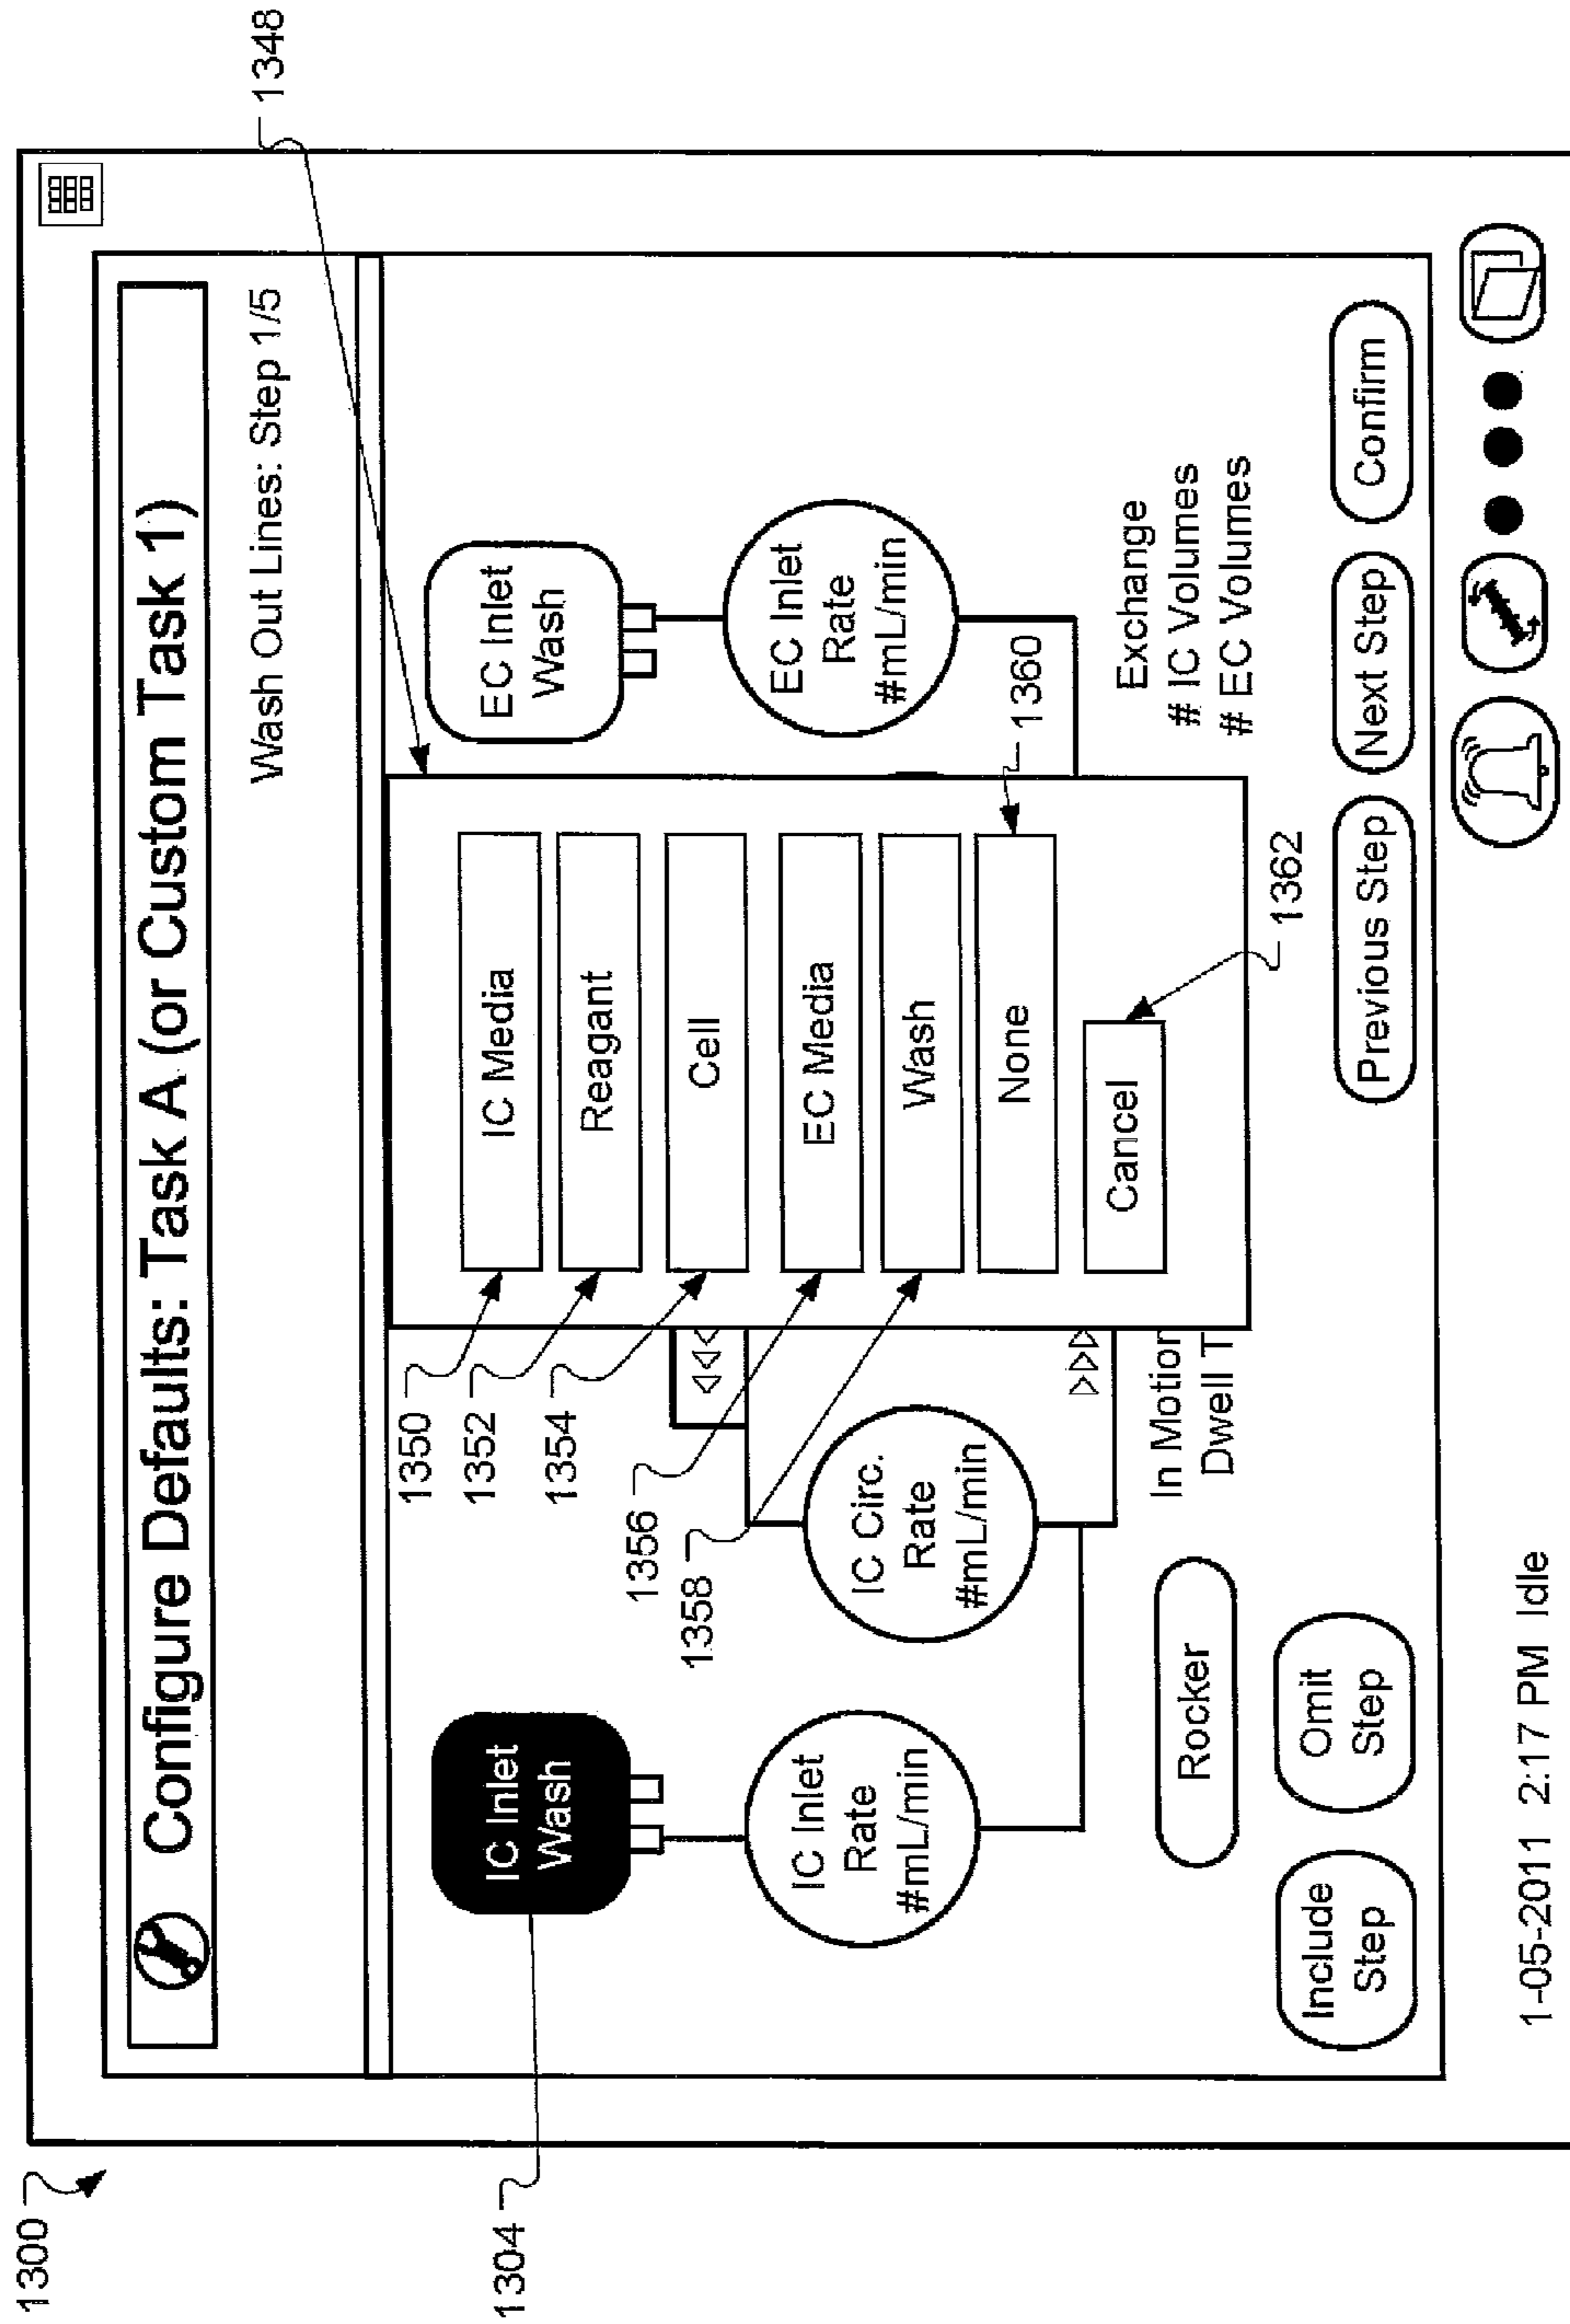 1300
1348
Configure Defaults: Task A (or Custom Task 1)
Wash Out Lines: Step 1/5
1304
IC Inlet
Wash
IC Inlet
Rate
#mL/min
IC Circ.
Rate
#mL/min
1350
1352
1354
1356
1358
IC Media
Reagant
Cell
EC Media
Wash
None
Cancel
1360
1362
EC Inlet
Wash
EC Inlet
Rate
#mL/min
In Motion
Dwell T
Exchange
# IC Volumes
# EC Volumes
Rocker
Include
Step
Omit
Step
Previous Step
Next Step
Confirm
1-05-2011 2:17 PM Idle